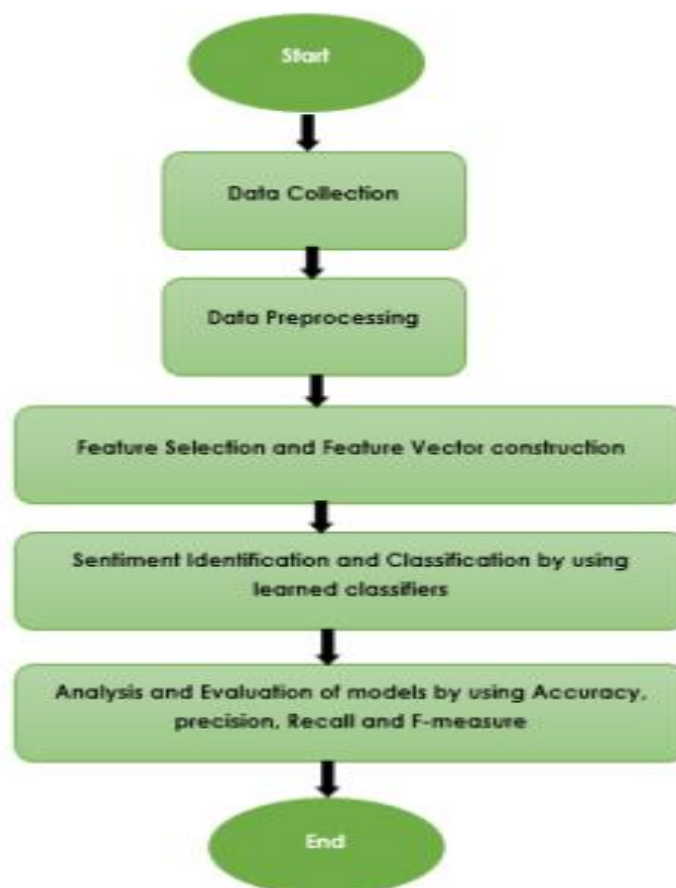 Start
Data Collection
Data Preprocessing
Feature Selection and Feature Vector construction
Sentiment Identification and Classification by using
learned classifiers
Analysis and Evaluation of models by using Accuracy,
precision, Recall and F-measure
End